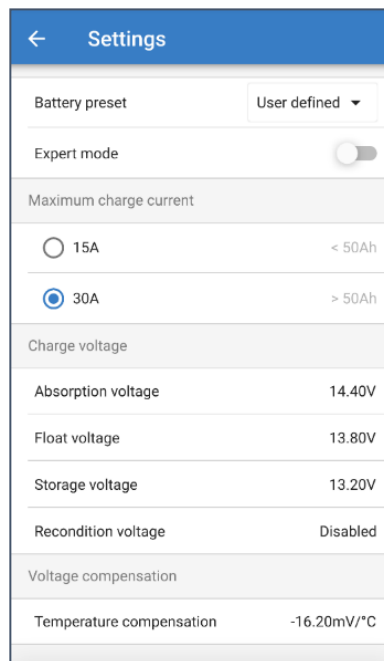 Settings
Battery preset User defined
Expert mode
Maximum charge current
15A < 50Ah
30A > 50Ah
Charge voltage
Absorption voltage 14.40V
Float voltage 13.80V
Storage voltage 13.20V
Recondition voltage Disabled
Voltage compensation
Temperature compensation -16.20mV/°C